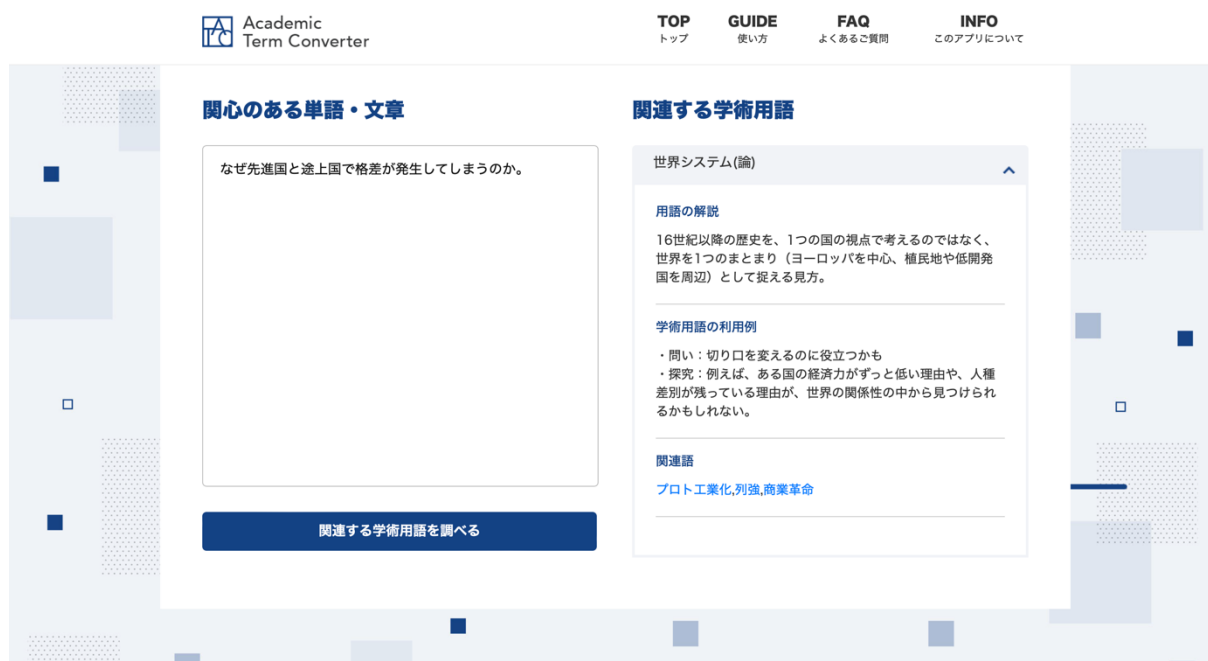 Academic
Term Converter
TOP
トップ
GUIDE
使い方
FAQ
よくあるご質問
INFO
このアプリについて
関心のある単語・文章
なぜ先進国と途上国で格差が発生してしまうのか。
関連する学術用語を調べる
関連する学術用語
世界システム(論)
用語の解説
16世紀以降の歴史を、1つの国の視点で考えるのではなく、
世界を1つのまとまり（ヨーロッパを中心、植民地や低開発
国を周辺）として捉える見方。
学術用語の利用例
・問い：切り口を変えるのに役立つかも
・探究：例えば、ある国の経済力がずっと低い理由や、人種
差別が残っている理由が、世界の関係性の中から見つけられ
るかもしれない。
関連語
プロト工業化,列強,商業革命